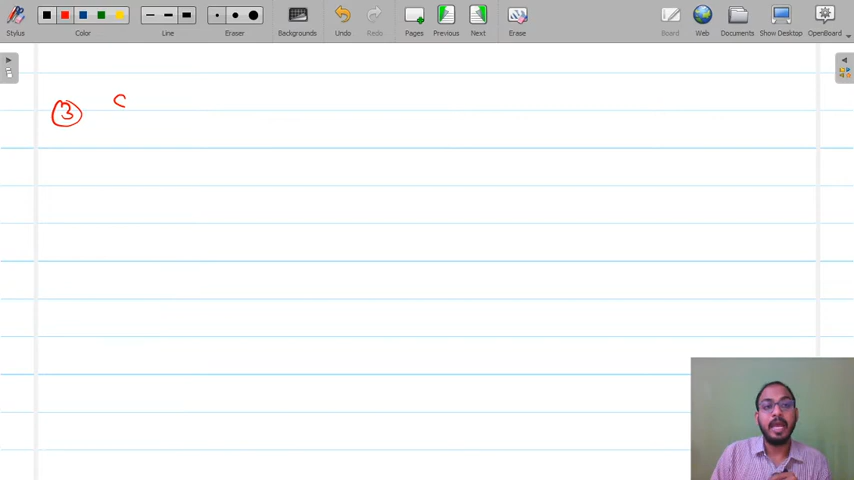 Stylus
Color
Line
Eraser
Backgrounds
Undo
Redo
Pages
Previous
Next
Erase
Board
Web
Documents
Show Desktop
OpenBoard
③ C